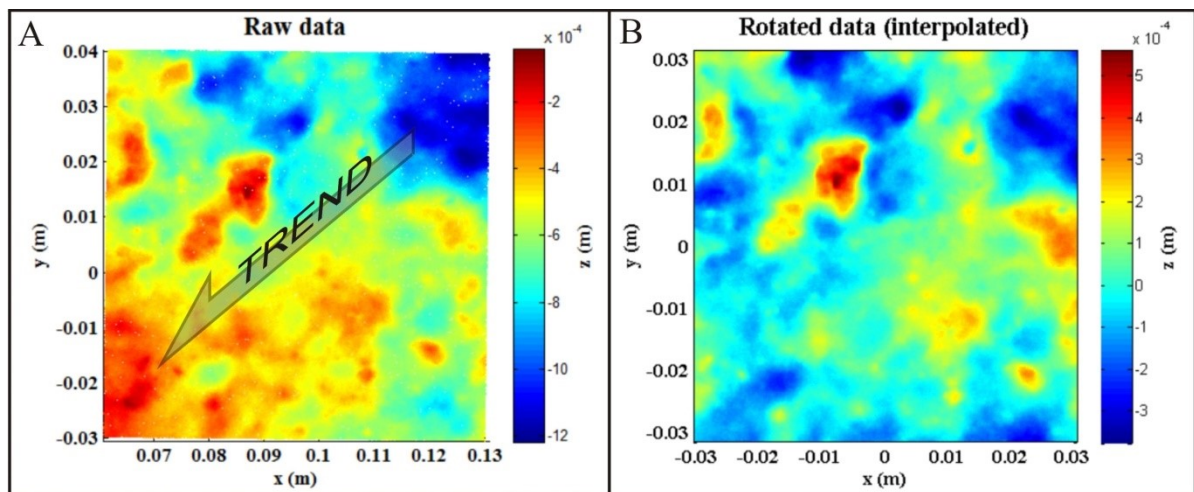 A
Raw data
x 10⁻⁴
0.04
0.03
0.02
0.01
0
-0.01
-0.02
-0.03
y (m)
0.07 0.08 0.09 0.1 0.11 0.12 0.13
x (m)
TREND
-2
-4
-6
-8
-10
-12
z (m)
B
Rotated data (interpolated)
x 10⁻⁴
0.03
0.02
0.01
0
-0.01
-0.02
-0.03
y (m)
-0.03 -0.02 -0.01 0 0.01 0.02 0.03
x (m)
5
4
3
2
1
0
-1
-2
-3
z (m)